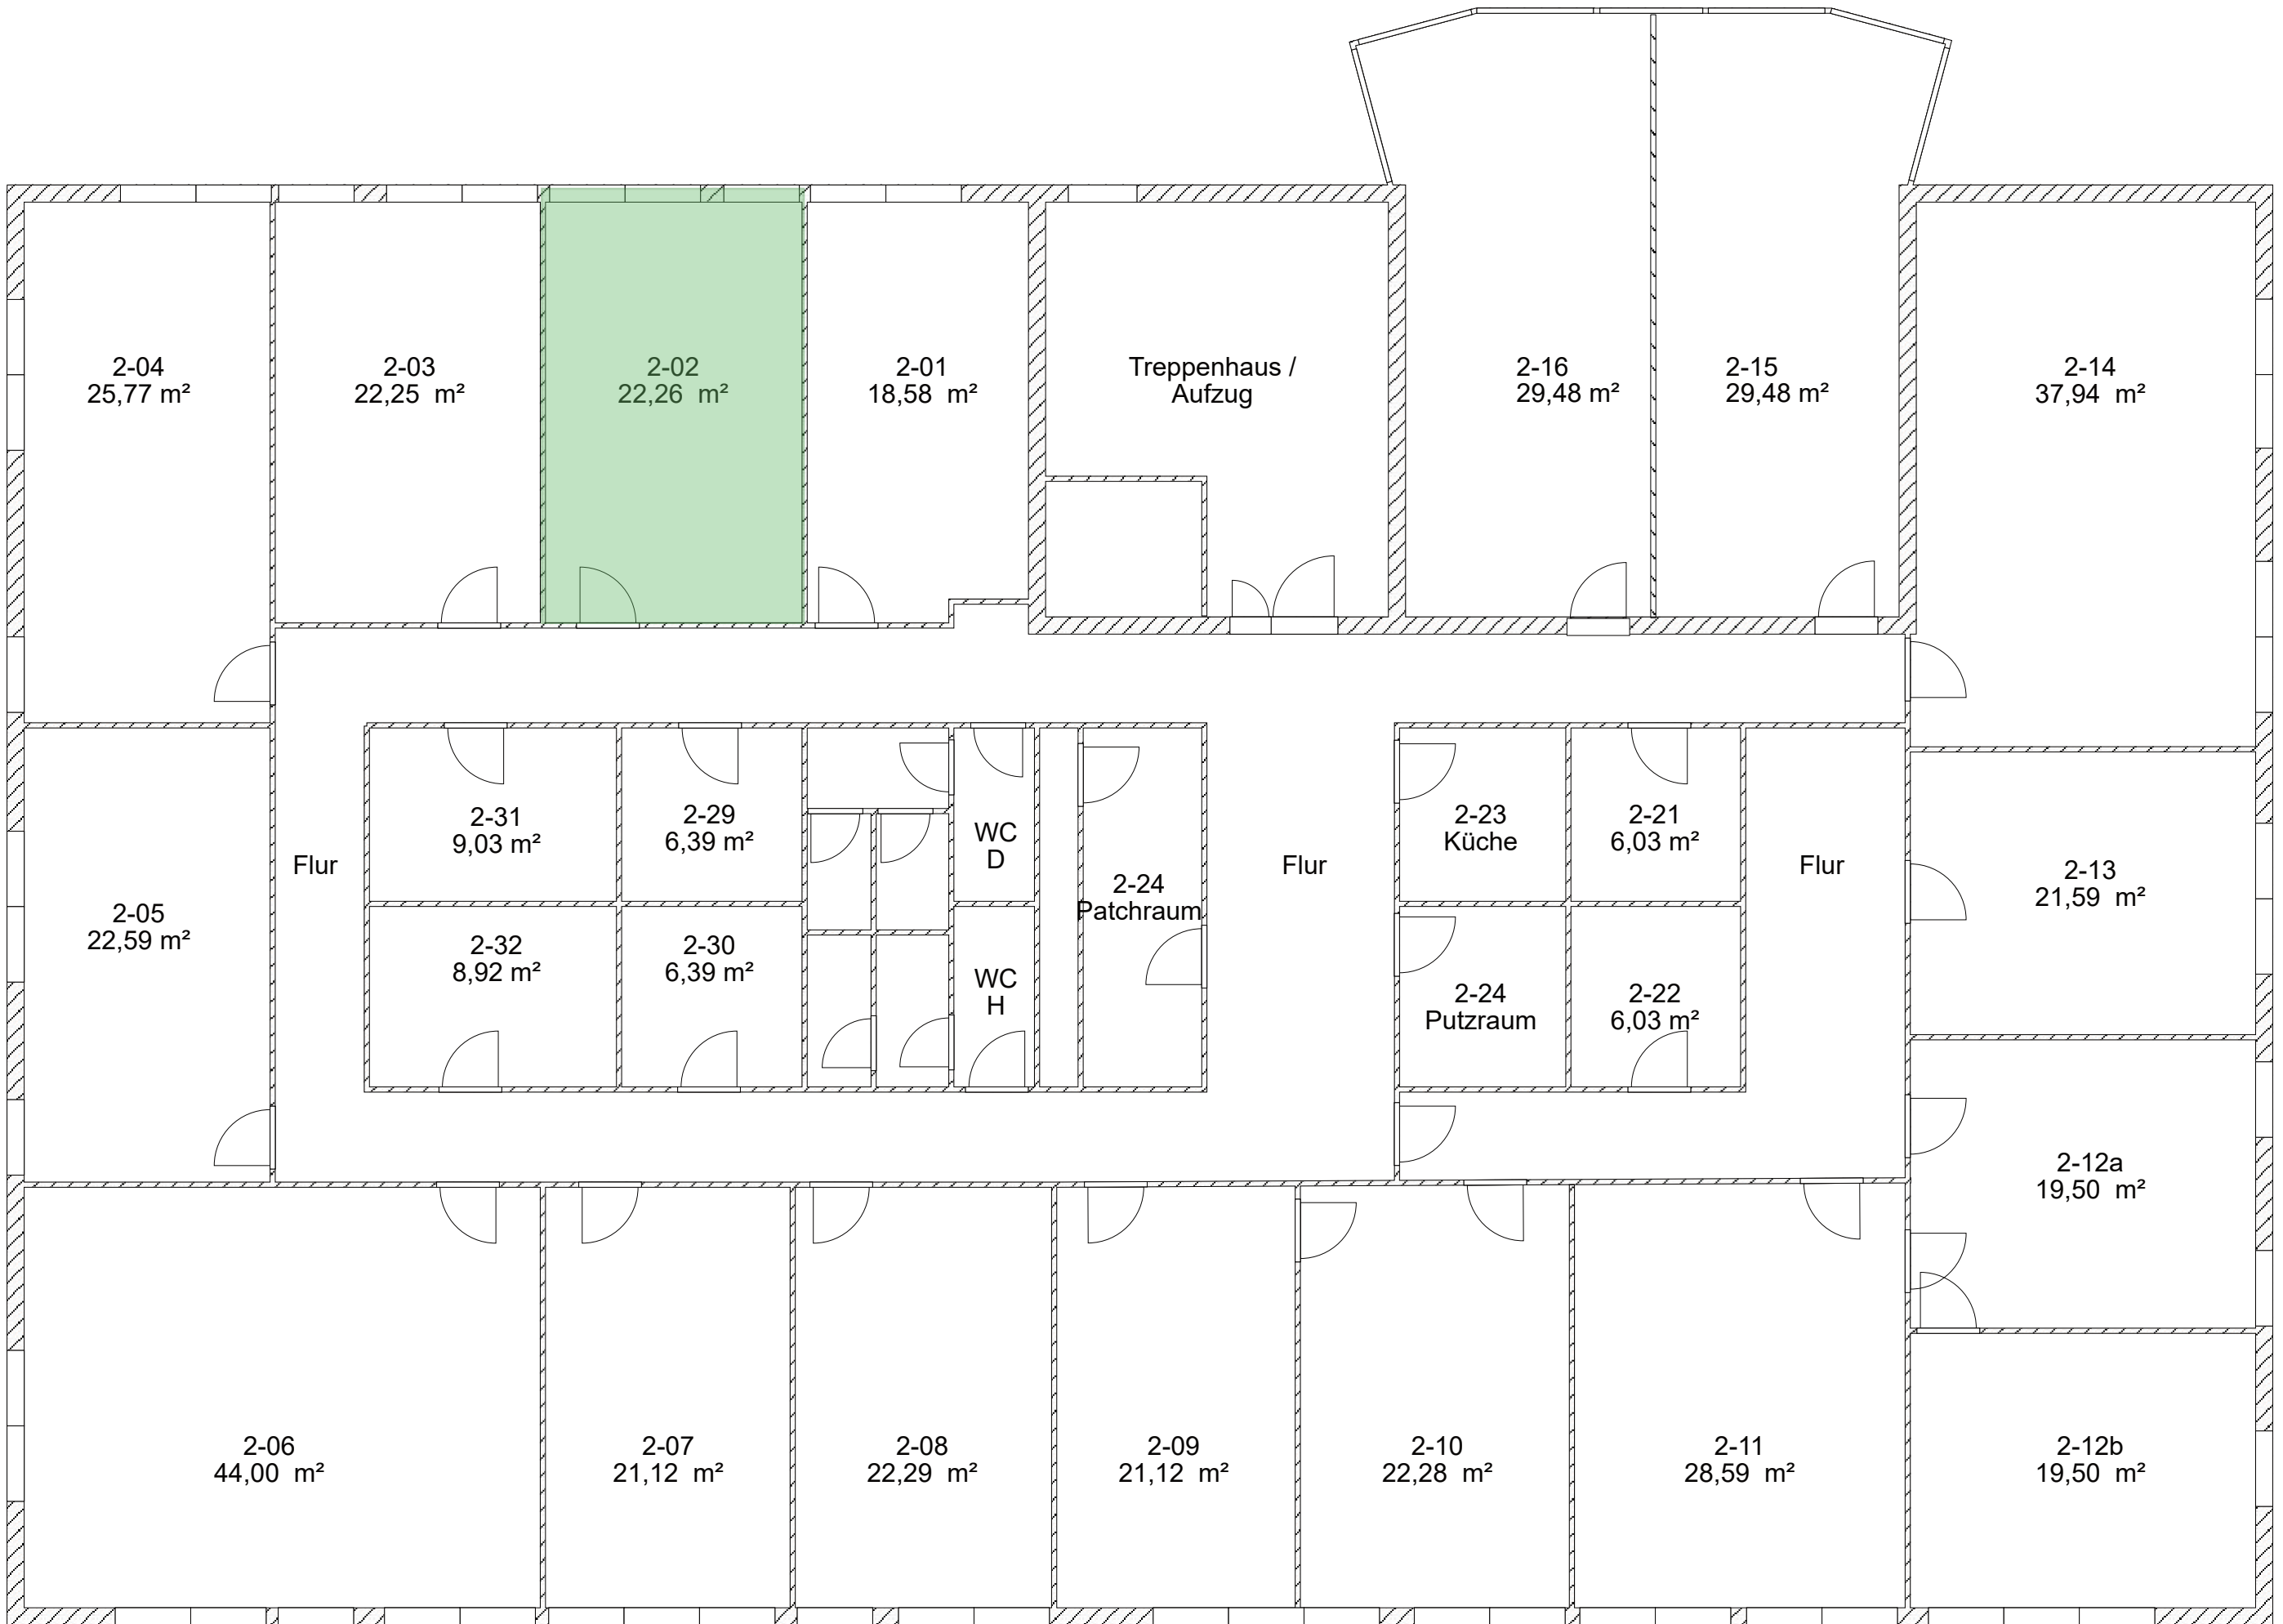 2-04
25,77 m²
2-03
22,25 m²
2-02
22,26 m²
2-01
18,58 m²
Treppenhaus /
Aufzug
2-16
29,48 m²
2-15
29,48 m²
2-14
37,94 m²
2-31
9,03 m²
2-29
6,39 m²
WC
D
2-23
Küche
2-21
6,03 m²
Flur
Flur
Flur
2-13
21,59 m²
2-24
Patchraum
2-05
22,59 m²
2-32
8,92 m²
2-30
6,39 m²
WC
H
2-24
Putzraum
2-22
6,03 m²
2-12a
19,50 m²
2-06
44,00 m²
2-07
21,12 m²
2-08
22,29 m²
2-09
21,12 m²
2-10
22,28 m²
2-11
28,59 m²
2-12b
19,50 m²